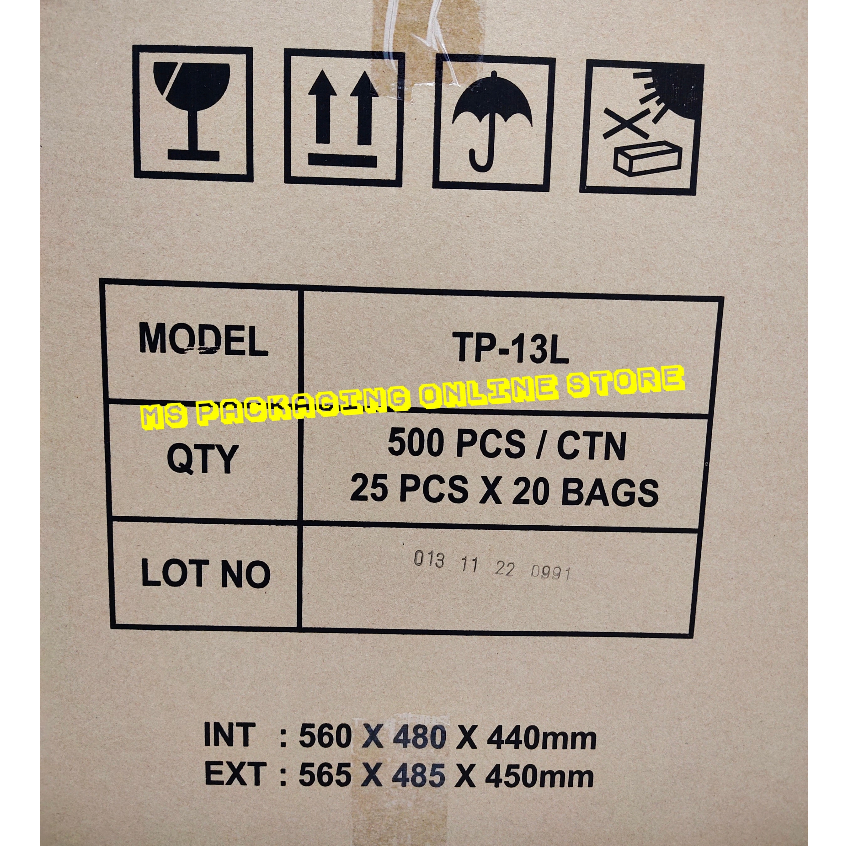 MODEL TP-13L
MS PACKAGING ONLINE STORE
QTY 500 PCS / CTN
25 PCS X 20 BAGS
LOT NO 013 11 22 0991
INT : 560 X 480 X 440mm
EXT : 565 X 485 X 450mm